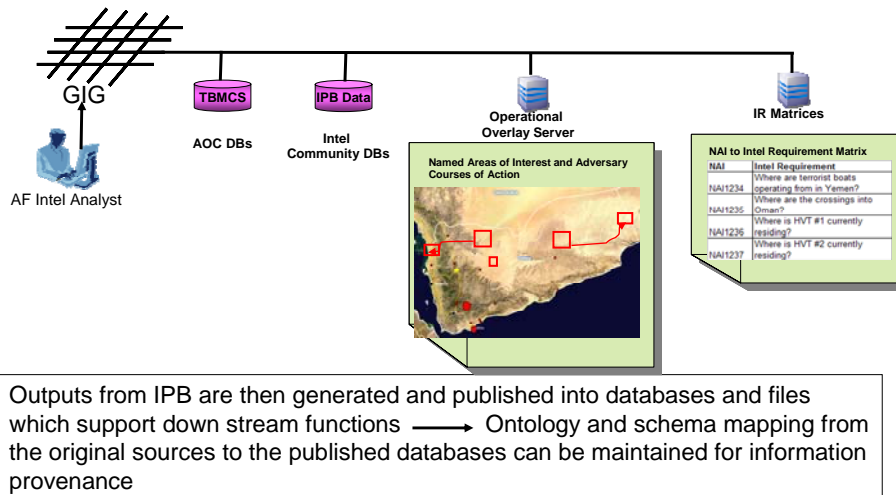 GIG
AF Intel Analyst
TBMCS
AOC DBs
IPB Data
Intel
Community DBs
Operational
Overlay Server
Named Areas of Interest and Adversary
Courses of Action
IR Matrices
NAI to Intel Requirement Matrix
NAI Intel Requirement
NAI1234 Where are terrorist boats
operating from in Yemen?
NAI1235 Where are the crossings into
Oman?
NAI1236 Where is HVT #1 currently
residing?
NAI1237 Where is HVT #2 currently
residing?
Outputs from IPB are then generated and published into databases and files
which support down stream functions Ontology and schema mapping from
the original sources to the published databases can be maintained for information
provenance